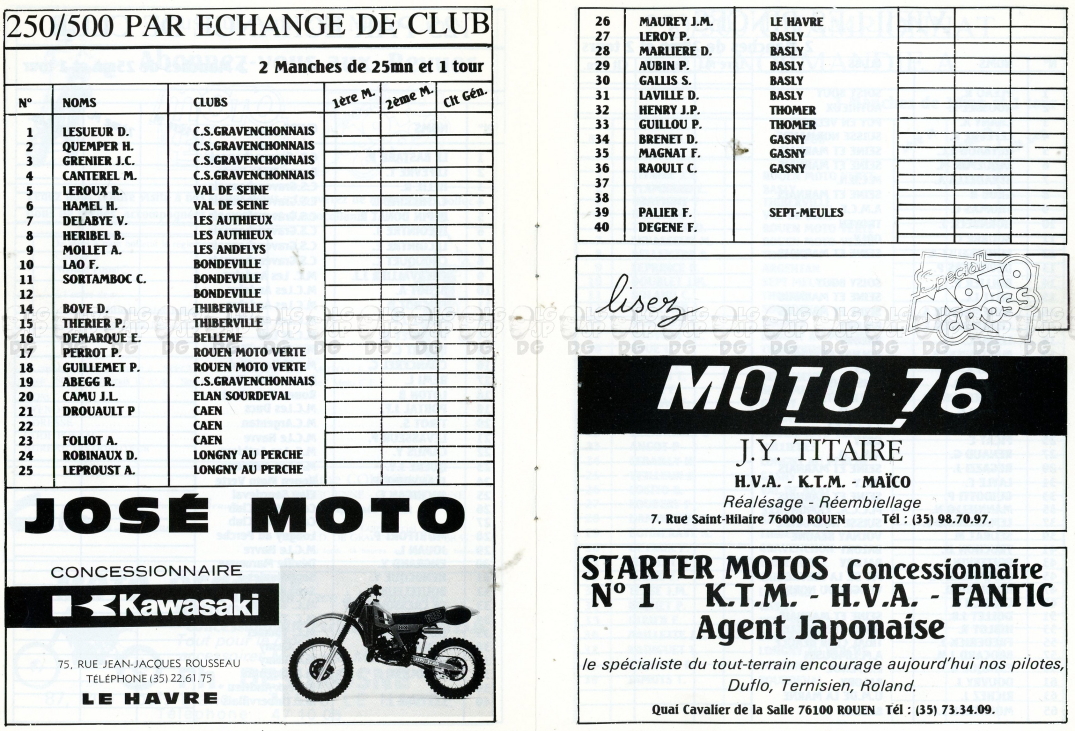 250/500 PAR ECHANGE DE CLUB
2 Manches de 25mn et 1 tour
N° NOMS CLUBS 1ère M. 2ème M. Clt Gén.
1 LESUEUR D. C.S.GRAVENCHONNAIS
2 QUEMPER H. C.S.GRAVENCHONNAIS
3 GRENIER J.C. C.S.GRAVENCHONNAIS
4 CANTEREL M. C.S.GRAVENCHONNAIS
5 LEROUX R. VAL DE SEINE
6 HAMEL H. VAL DE SEINE
7 DELABYE V. LES AUTHIEUX
8 HERIBEL B. LES AUTHIEUX
9 MOLLET A. LES ANDELYS
10 LAO F. BONDEVILLE
11 SORTAMBOC C. BONDEVILLE
12 BONDEVILLE
14 BOVE D. THIBERVILLE
15 THERIER P. THIBERVILLE
16 DEMARQUE E. BELLEME
17 PERROT P. ROUEN MOTO VERTE
18 GUILLEMET P. ROUEN MOTO VERTE
19 ABEGG R. C.S.GRAVENCHONNAIS
20 CAMU J.L. ELAN SOURDEVAL
21 DROUAULT P CAEN
22 CAEN
23 FOLIOT A. CAEN
24 ROBINAUX D. LONGNY AU PERCHE
25 LEPROUST A. LONGNY AU PERCHE
JOSÉ MOTO
CONCESSIONNAIRE
Kawasaki
75, RUE JEAN-JACQUES ROUSSEAU
TÉLÉPHONE (35) 22.61.75
LE HAVRE
26 MAUREY J.M. LE HAVRE
27 LEROY P. BASLY
28 MARLIERE D. BASLY
29 AUBIN P. BASLY
30 GALLIS S. BASLY
31 LAVILLE D. BASLY
32 HENRY J.P. THOMER
33 GUILLOU P. THOMER
34 BRENET D. GASNY
35 MAGNAT F. GASNY
36 RAOULT C. GASNY
37
38
39 PALIER F. SEPT-MEULES
40 DEGENE F.
lisez
Spécial
MOTO
CROSS
MOTO 76
J.Y. TITAIRE
H.V.A. - K.T.M. - MAÏCO
Réalésage - Réembiellage
7, Rue Saint-Hilaire 76000 ROUEN Tél : (35) 98.70.97.
STARTER MOTOS Concessionnaire
N° 1 K.T.M. - H.V.A. - FANTIC
Agent Japonaise
le spécialiste du tout-terrain encourage aujourd'hui nos pilotes,
Duflo, Ternisien, Roland.
Quai Cavalier de la Salle 76100 ROUEN Tél : (35) 73.34.09.